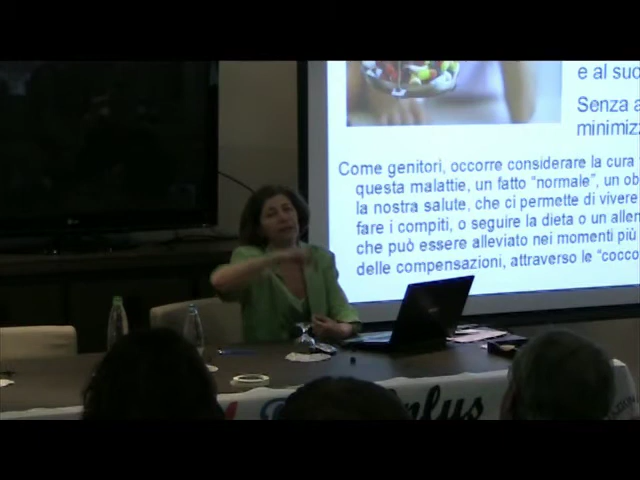 e al suo
Senza a
minimizz
Come genitori, occorre considerare la cura
questa malattie, un fatto "normale", un ob
la nostra salute, che ci permette di vivere
fare i compiti, o seguire la dieta o un allen
che può essere alleviato nei momenti più
delle compensazioni, attraverso le "cocco
plus